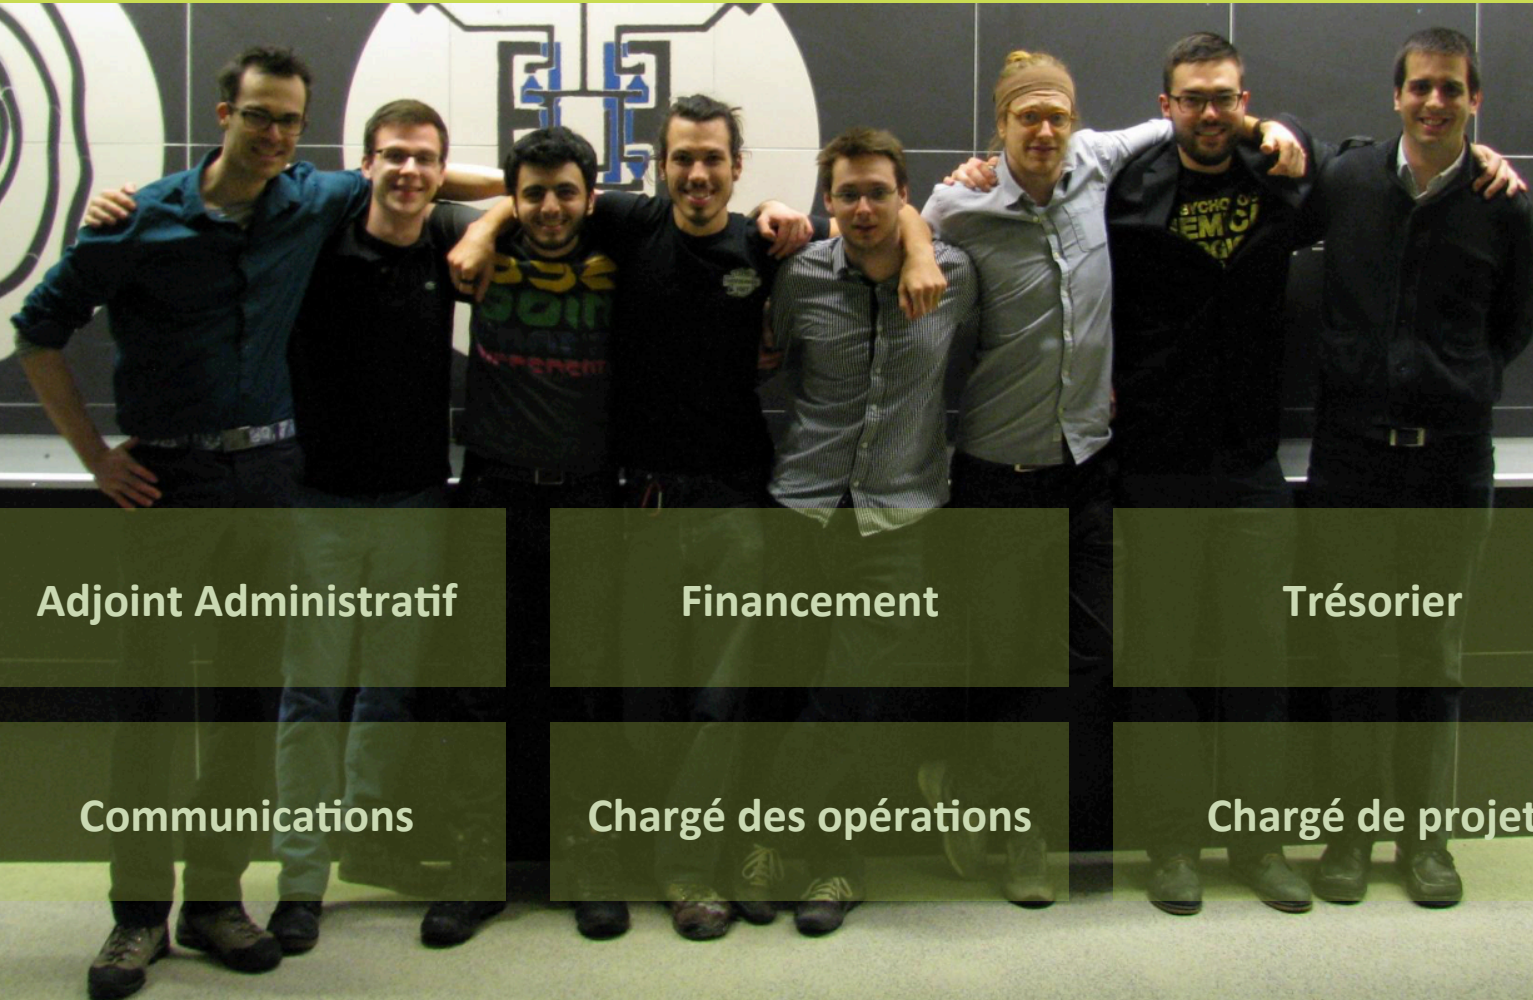 Adjoint Administratif
Financement
Trésorier
Communications
Chargé des opérations
Chargé de projet